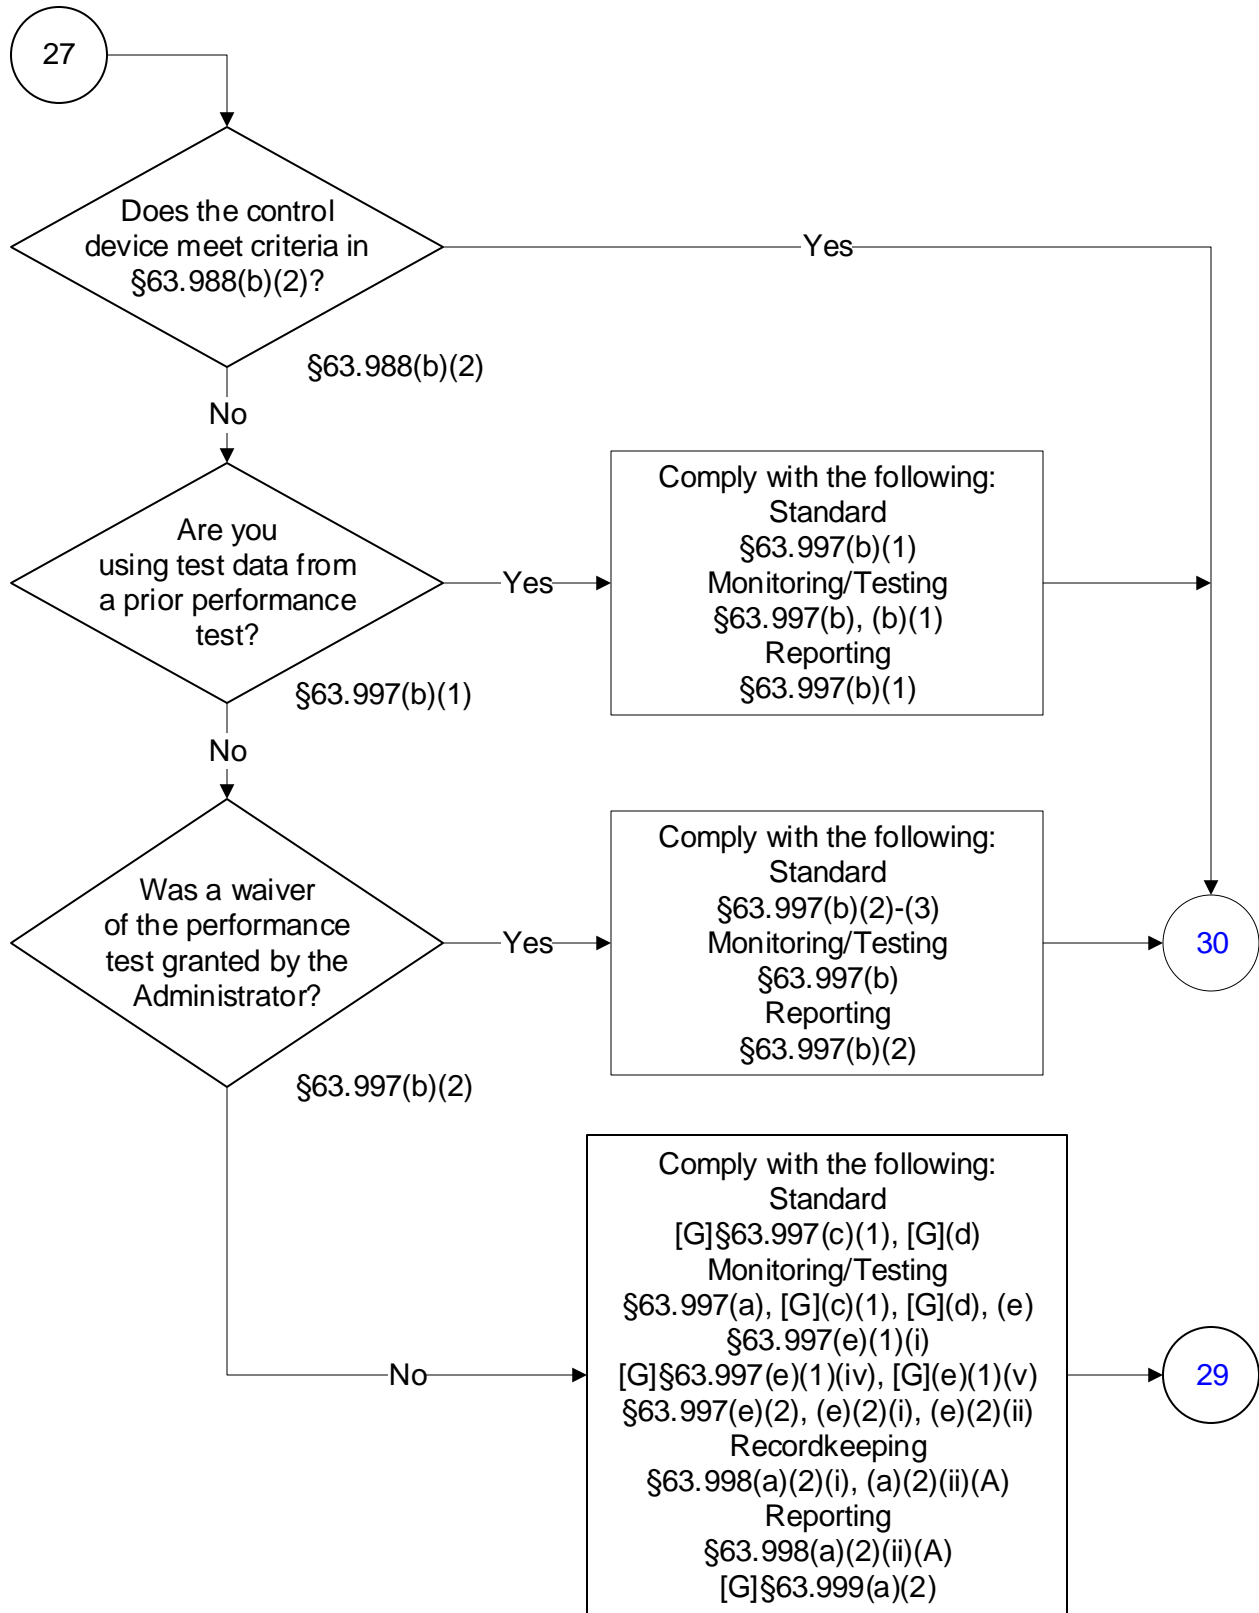 27
Does the control
device meet criteria in
§63.988(b)(2)?
Yes
§63.988(b)(2)
No
Are you
using test data from
a prior performance
test?
Yes
Comply with the following:
Standard
§63.997(b)(1)
Monitoring/Testing
§63.997(b), (b)(1)
Reporting
§63.997(b)(1)
§63.997(b)(1)
No
Was a waiver
of the performance
test granted by the
Administrator?
Yes
Comply with the following:
Standard
§63.997(b)(2)-(3)
Monitoring/Testing
§63.997(b)
Reporting
§63.997(b)(2)
30
§63.997(b)(2)
No
Comply with the following:
Standard
[G]§63.997(c)(1), [G](d)
Monitoring/Testing
§63.997(a), [G](c)(1), [G](d), (e)
§63.997(e)(1)(i)
[G]§63.997(e)(1)(iv), [G](e)(1)(v)
§63.997(e)(2), (e)(2)(i), (e)(2)(ii)
Recordkeeping
§63.998(a)(2)(i), (a)(2)(ii)(A)
Reporting
§63.998(a)(2)(ii)(A)
[G]§63.999(a)(2)
29